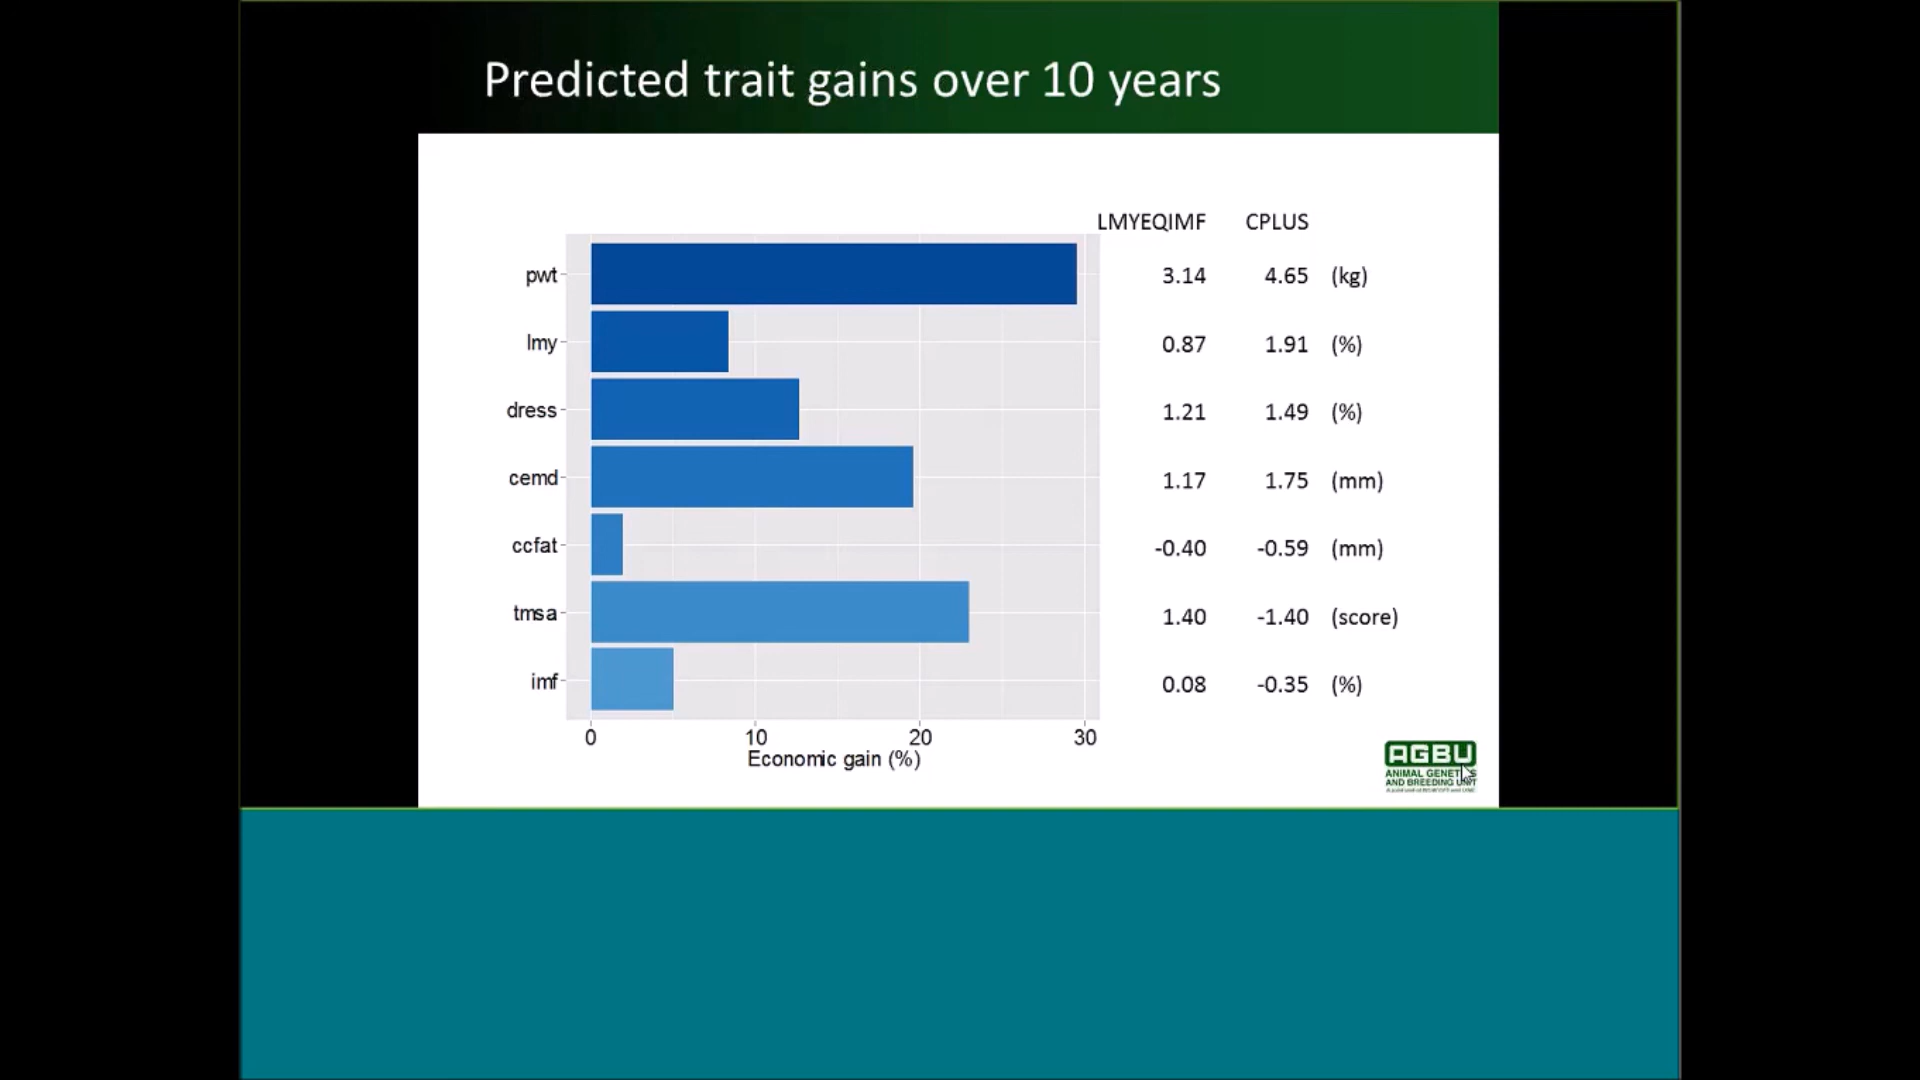 Predicted trait gains over 10 years
LMYEQIMF CPLUS
pwt 3.14 4.65 (kg)
lmy 0.87 1.91 (%)
dress 1.21 1.49 (%)
cemd 1.17 1.75 (mm)
ccfat -0.40 -0.59 (mm)
tmsa 1.40 -1.40 (score)
imf 0.08 -0.35 (%)
0 10 20 30
Economic gain (%)
AGBU
ANIMAL GENETICS
AND BREEDING UNIT